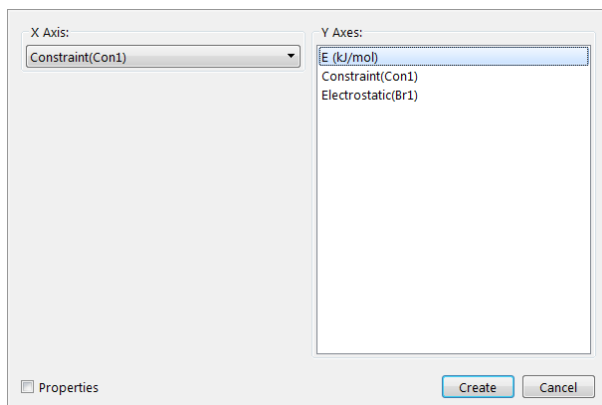 X Axis:
Constraint(Con1)
Y Axes:
E (kJ/mol)
Constraint(Con1)
Electrostatic(Br1)
Properties
Create
Cancel